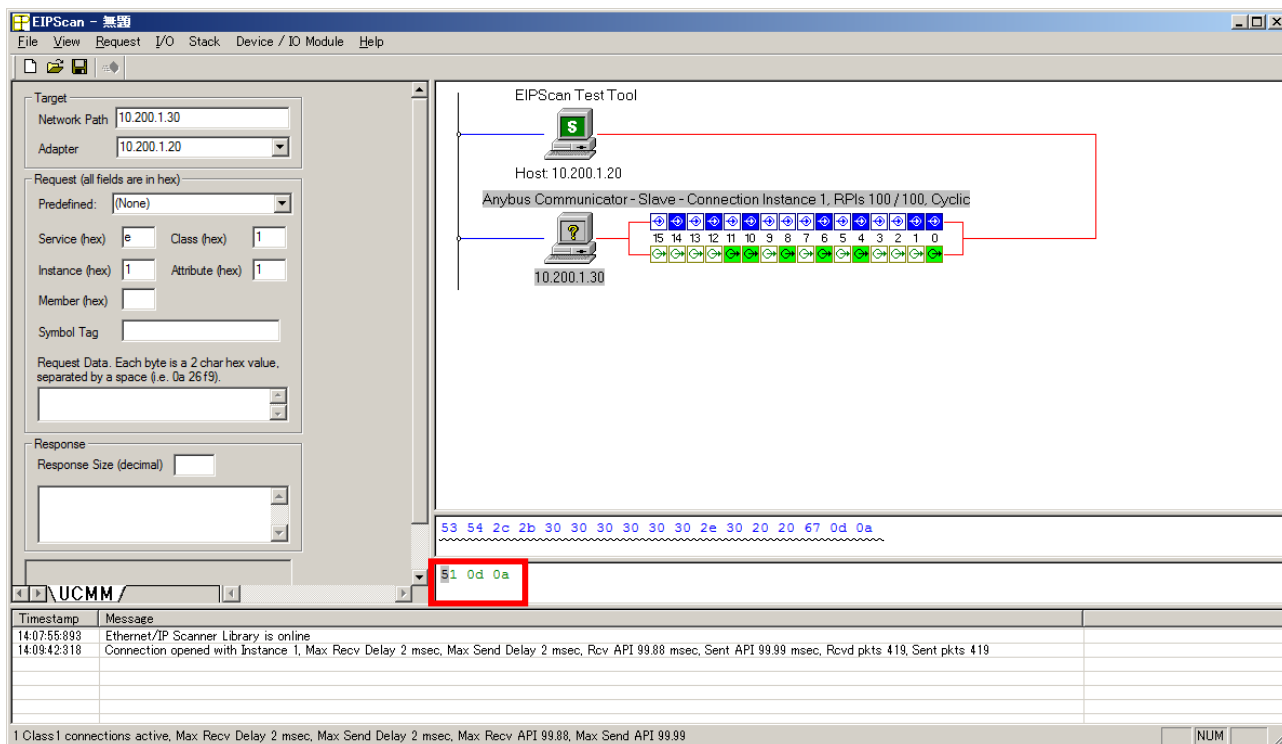 EIPScan - 無題
File View Request I/O Stack Device / IO Module Help
Target
Network Path 10.200.1.30
Adapter 10.200.1.20
Request (all fields are in hex)
Predefined: (None)
Service (hex) e Class (hex) 1
Instance (hex) 1 Attribute (hex) 1
Member (hex)
Symbol Tag
Request Data. Each byte is a 2 char hex value,
separated by a space (i.e. 0a 26 f9).
Response
Response Size (decimal)
UCMM
EIPScan Test Tool
S
Host: 10.200.1.20
Anybus Communicator - Slave - Connection Instance 1, RPIs 100 / 100, Cyclic
?
15 14 13 12 11 10 9 8 7 6 5 4 3 2 1 0
10.200.1.30
53 54 2c 2b 30 30 30 30 30 30 2e 30 20 20 67 0d 0a
51 0d 0a
Timestamp Message
14:07:55:893 Ethernet/IP Scanner Library is online
14:09:42:318 Connection opened with Instance 1, Max Recv Delay 2 msec, Max Send Delay 2 msec, Rcv API 99.88 msec, Sent API 99.99 msec, Rcvd pkts 419, Sent pkts 419
1 Class1 connections active, Max Recv Delay 2 msec, Max Send Delay 2 msec, Max Recv API 99.88, Max Send API 99.99
NUM